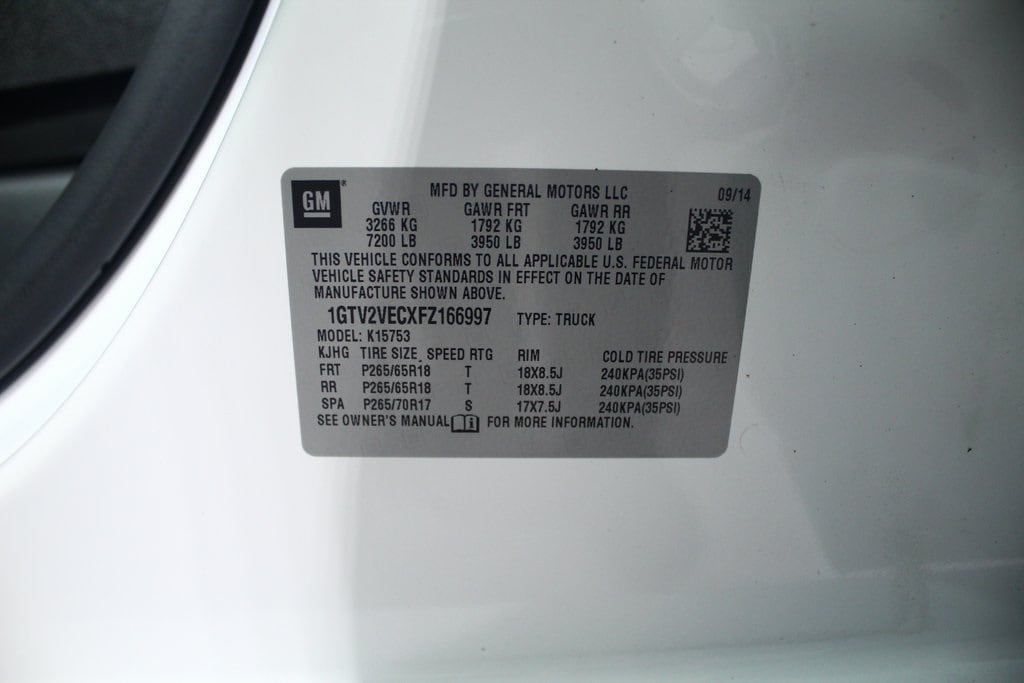 GM
MFD BY GENERAL MOTORS LLC 09/14
GVWR GAWR FRT GAWR RR
3266 KG 1792 KG 1792 KG
7200 LB 3950 LB 3950 LB
THIS VEHICLE CONFORMS TO ALL APPLICABLE U.S. FEDERAL MOTOR
VEHICLE SAFETY STANDARDS IN EFFECT ON THE DATE OF
MANUFACTURE SHOWN ABOVE.
1GTV2VECXFZ166997 TYPE: TRUCK
MODEL: K15753
KJHG TIRE SIZE SPEED RTG RIM COLD TIRE PRESSURE
FRT P265/65R18 T 18X8.5J 240KPA(35PSI)
RR P265/65R18 T 18X8.5J 240KPA(35PSI)
SPA P265/70R17 S 17X7.5J 240KPA(35PSI)
SEE OWNER'S MANUAL FOR MORE INFORMATION.